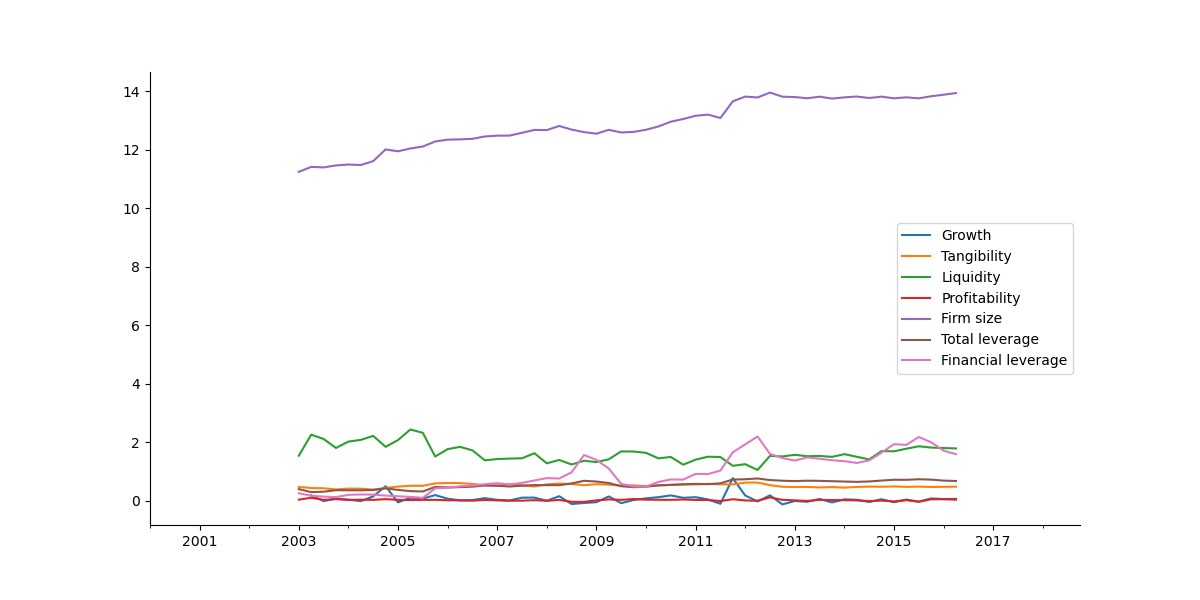 14
12
10
8
6
4
2
0
2001 2003 2005 2007 2009 2011 2013 2015 2017
Growth
Tangibility
Liquidity
Profitability
Firm size
Total leverage
Financial leverage